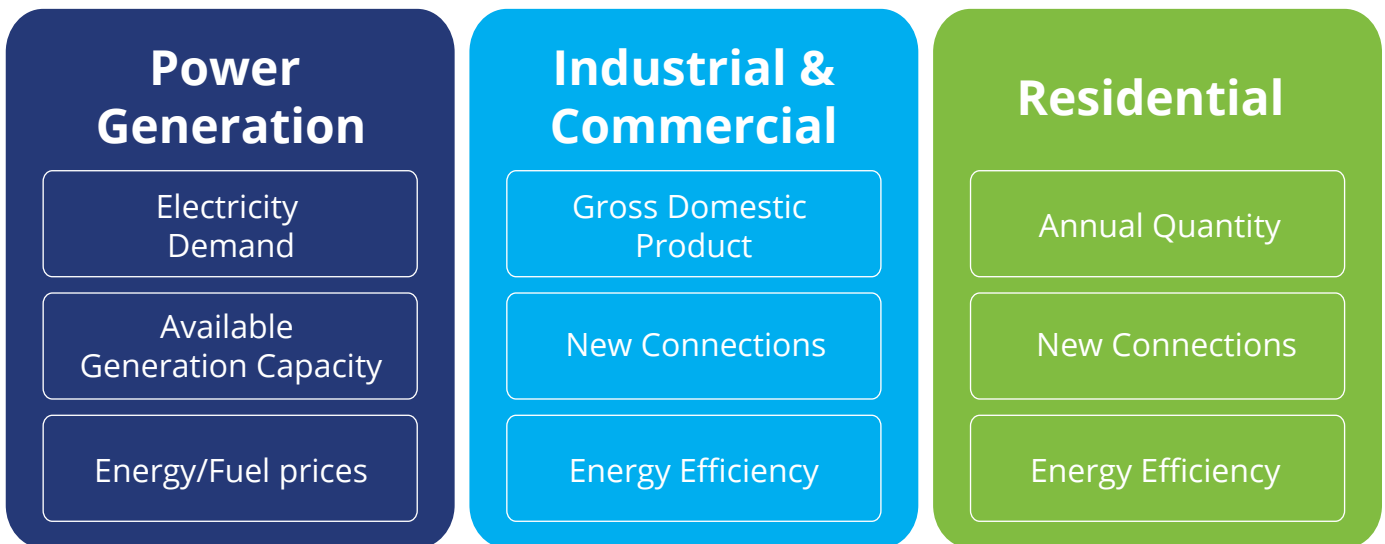 Power
Generation
Electricity
Demand
Available
Generation Capacity
Energy/Fuel prices
Industrial &
Commercial
Gross Domestic
Product
New Connections
Energy Efficiency
Residential
Annual Quantity
New Connections
Energy Efficiency